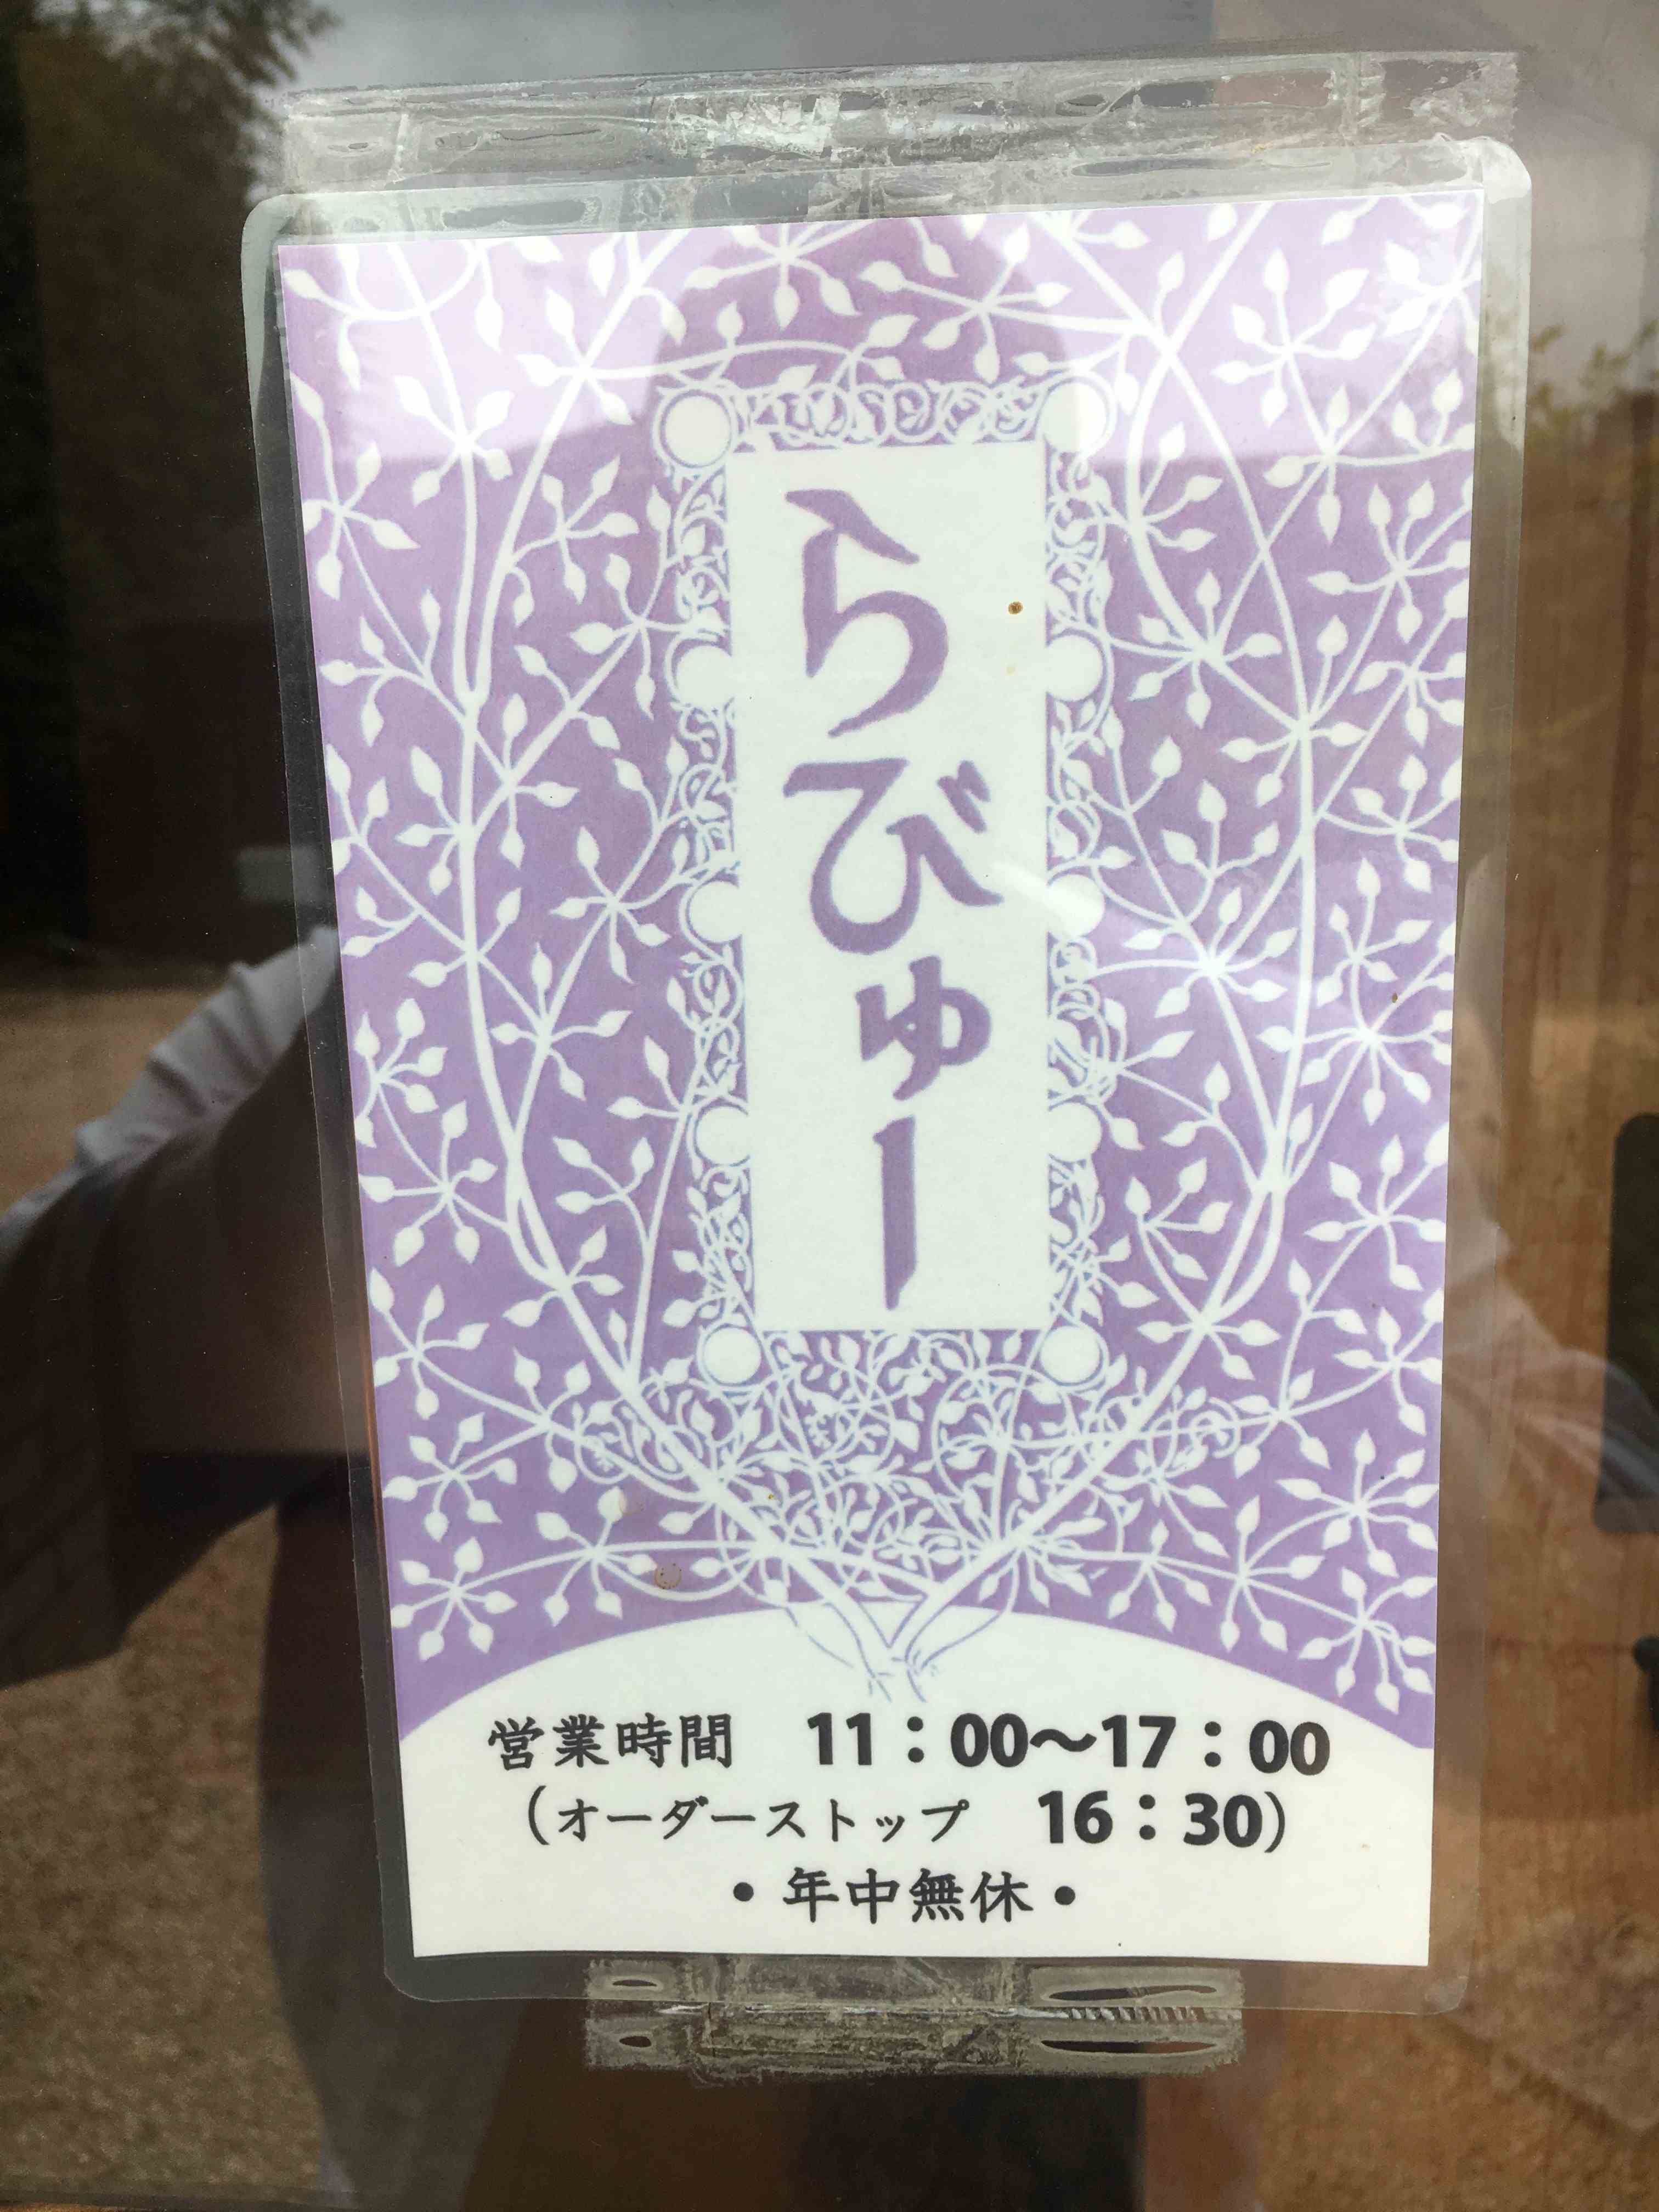 らびゅー
営業時間　11：00～17：00
（オーダーストップ　16：30）
・年中無休・